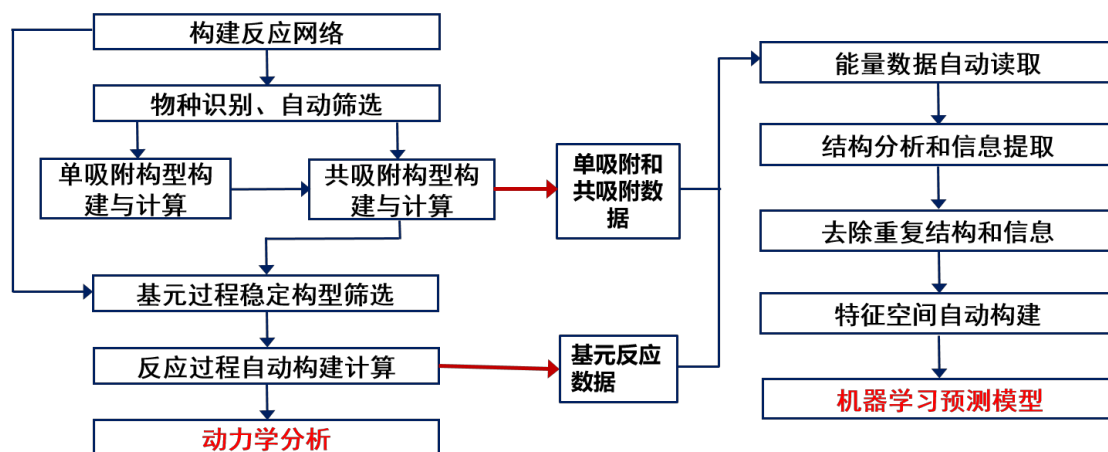 构建反应网络
物种识别、自动筛选
单吸附构型构
建与计算
共吸附构型构
建与计算
基元过程稳定构型筛选
反应过程自动构建计算
动力学分析
单吸附和
共吸附数
据
基元反应
数据
能量数据自动读取
结构分析和信息提取
去除重复结构和信息
特征空间自动构建
机器学习预测模型